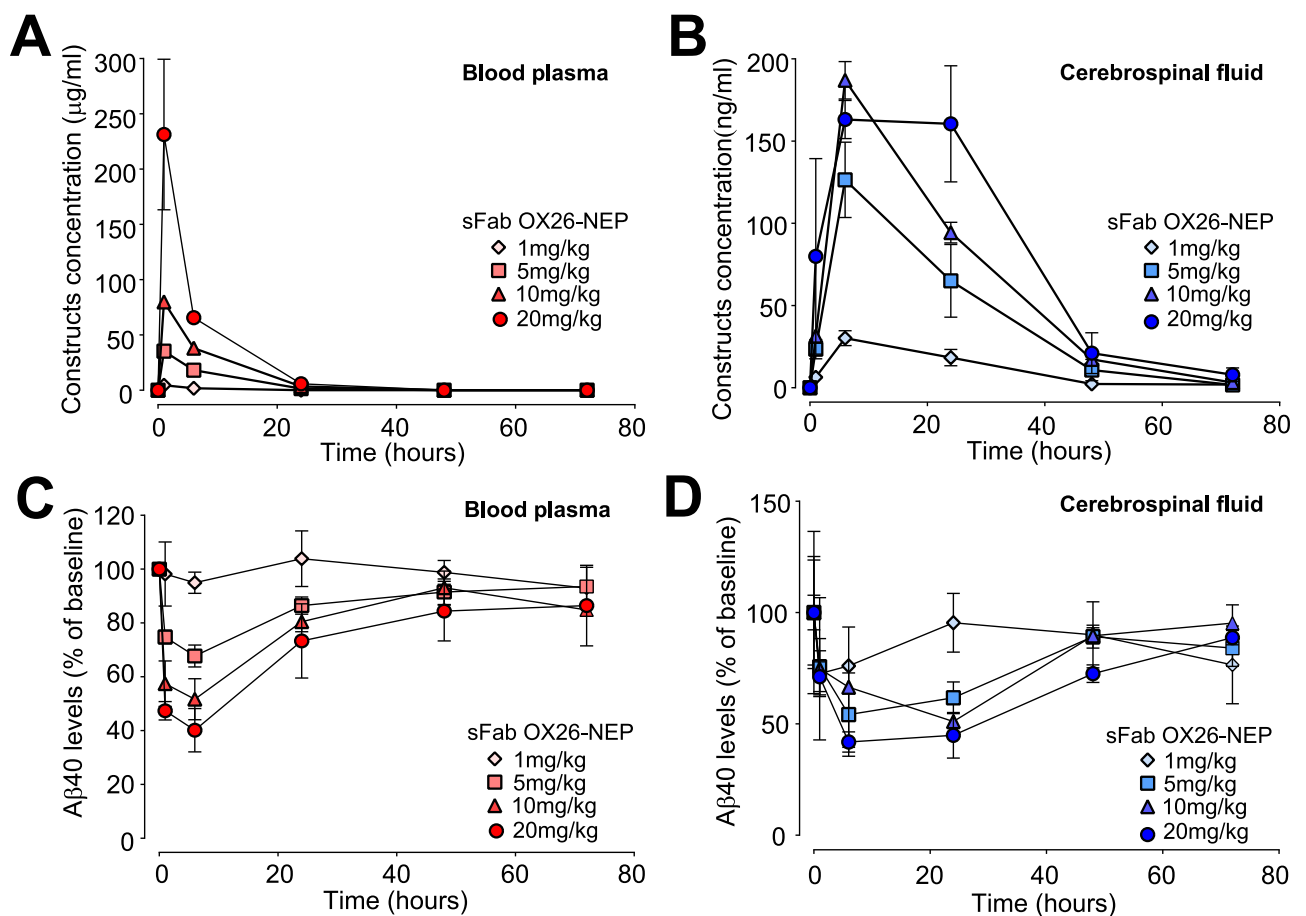 A
Constructs concentration (µg/ml)
300
250
200
150
100
50
0
Blood plasma
sFab OX26-NEP
1mg/kg
5mg/kg
10mg/kg
20mg/kg
0 20 40 60 80
Time (hours)
B
Constructs concentration(ng/ml)
200
150
100
50
0
Cerebrospinal fluid
sFab OX26-NEP
1mg/kg
5mg/kg
10mg/kg
20mg/kg
0 20 40 60 80
Time (hours)
C
Aβ40 levels (% of baseline)
120
100
80
60
40
20
0
Blood plasma
sFab OX26-NEP
1mg/kg
5mg/kg
10mg/kg
20mg/kg
0 20 40 60 80
Time (hours)
D
Aβ40 levels (% of baseline)
150
100
50
0
Cerebrospinal fluid
sFab OX26-NEP
1mg/kg
5mg/kg
10mg/kg
20mg/kg
0 20 40 60 80
Time (hours)